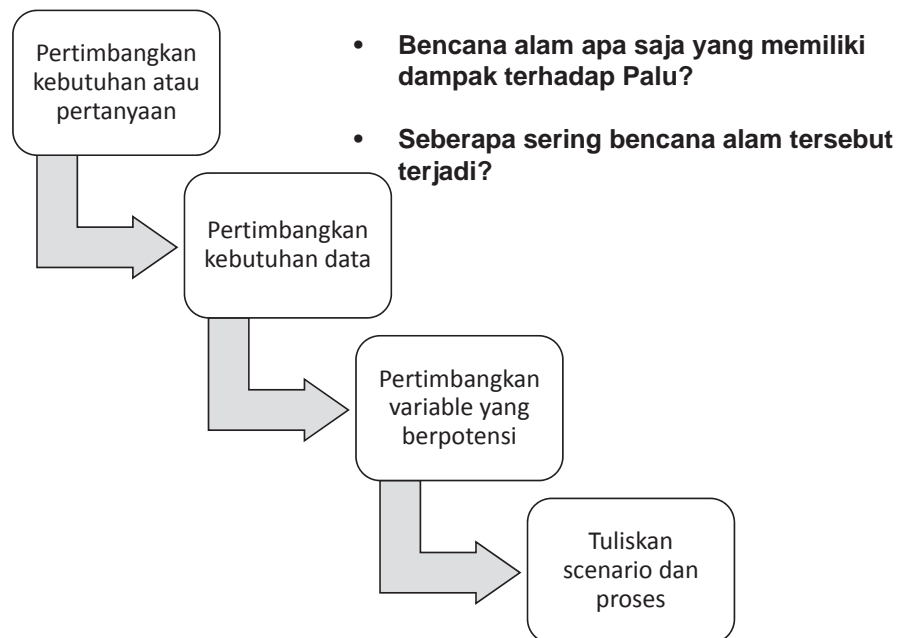 Pertimbangkan
kebutuhan atau
pertanyaan
• Bencana alam apa saja yang memiliki
dampak terhadap Palu?
• Seberapa sering bencana alam tersebut
terjadi?
Pertimbangkan
kebutuhan data
Pertimbangkan
variable yang
berpotensi
Tuliskan
scenario dan
proses